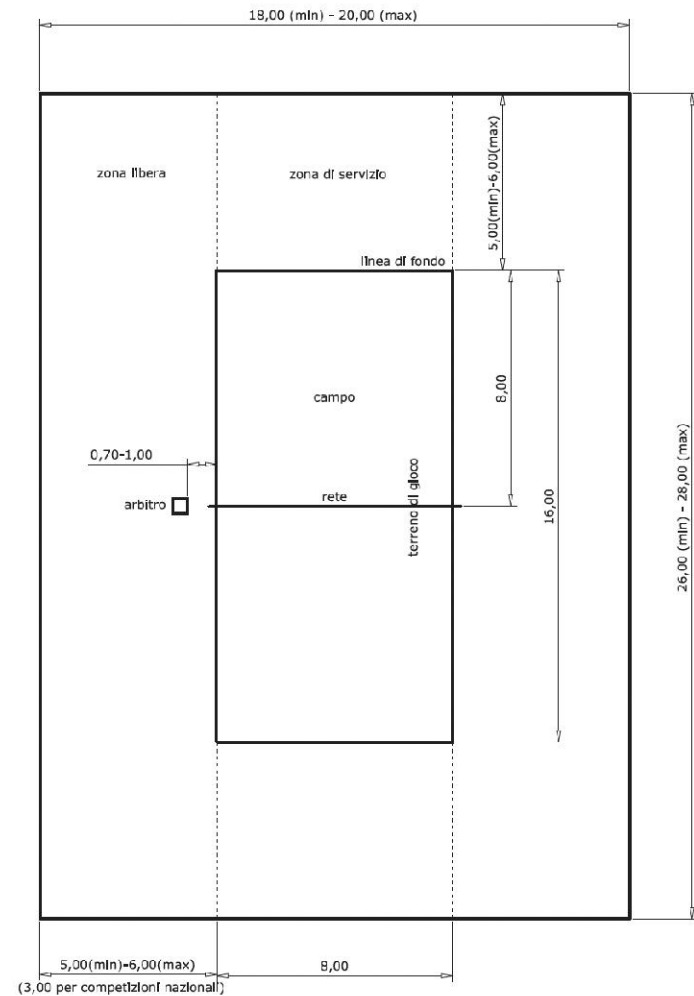 18,00 (min) - 20,00 (max)
zona libera
zona di servizio
5,00(min)-6,00(max)
linea di fondo
8,00
campo
0,70-1,00
arbitro
rete
terreno di gioco
16,00
26,00 (min) - 28,00 (max)
5,00(min)-6,00(max)
8,00
(3,00 per competizioni nazionali)